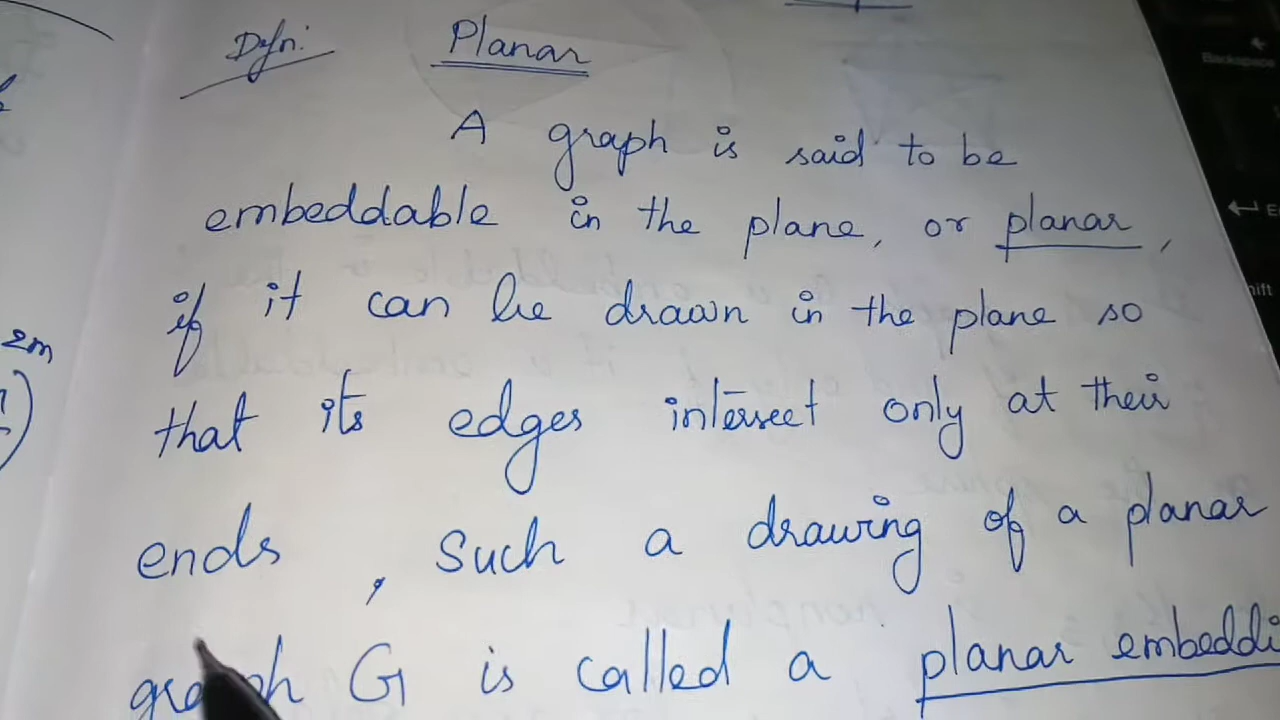 Defn: Planar
A graph is said to be
embeddable in the plane, or planar,
if it can be drawn in the plane so
that its edges intersect only at their
ends, Such a drawing of a planar
graph G is called a planar embeddi
2m
Backspace